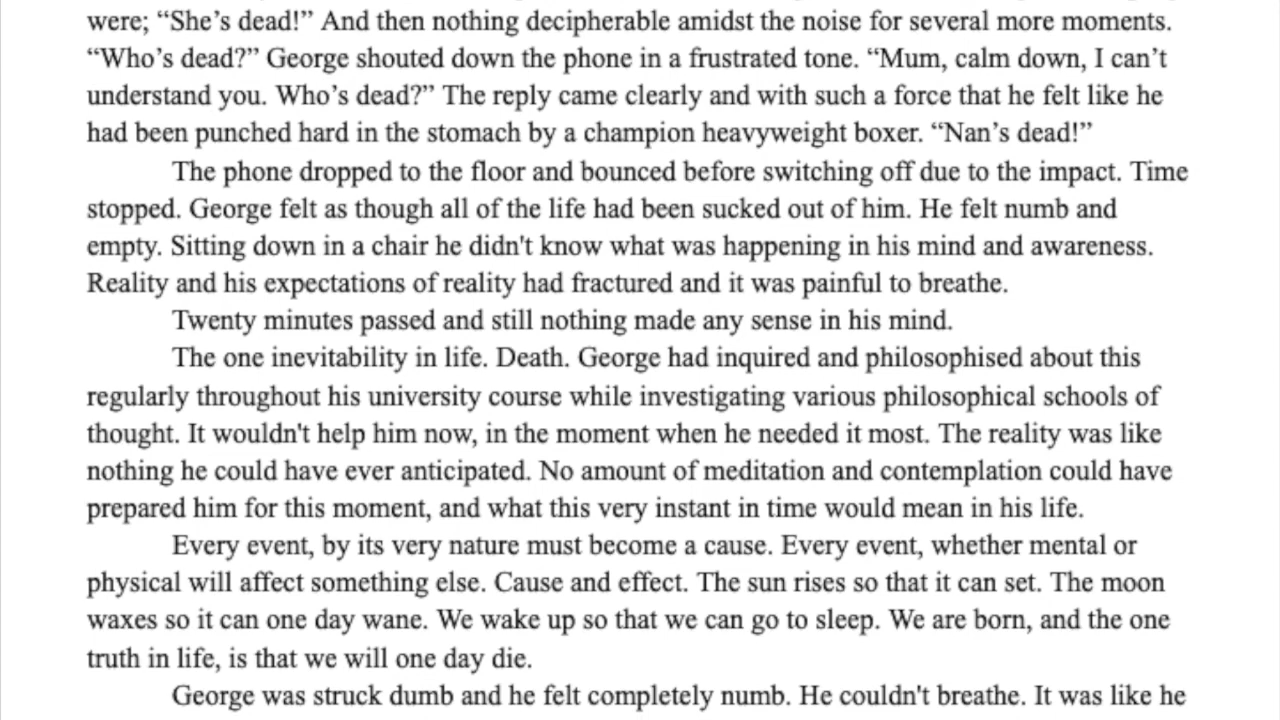 were; “She’s dead!” And then nothing decipherable amidst the noise for several more moments.
“Who’s dead?” George shouted down the phone in a frustrated tone. “Mum, calm down, I can’t
understand you. Who’s dead?” The reply came clearly and with such a force that he felt like he
had been punched hard in the stomach by a champion heavyweight boxer. “Nan’s dead!”
The phone dropped to the floor and bounced before switching off due to the impact. Time
stopped. George felt as though all of the life had been sucked out of him. He felt numb and
empty. Sitting down in a chair he didn't know what was happening in his mind and awareness.
Reality and his expectations of reality had fractured and it was painful to breathe.
Twenty minutes passed and still nothing made any sense in his mind.
The one inevitability in life. Death. George had inquired and philosophised about this
regularly throughout his university course while investigating various philosophical schools of
thought. It wouldn't help him now, in the moment when he needed it most. The reality was like
nothing he could have ever anticipated. No amount of meditation and contemplation could have
prepared him for this moment, and what this very instant in time would mean in his life.
Every event, by its very nature must become a cause. Every event, whether mental or
physical will affect something else. Cause and effect. The sun rises so that it can set. The moon
waxes so it can one day wane. We wake up so that we can go to sleep. We are born, and the one
truth in life, is that we will one day die.
George was struck dumb and he felt completely numb. He couldn't breathe. It was like he